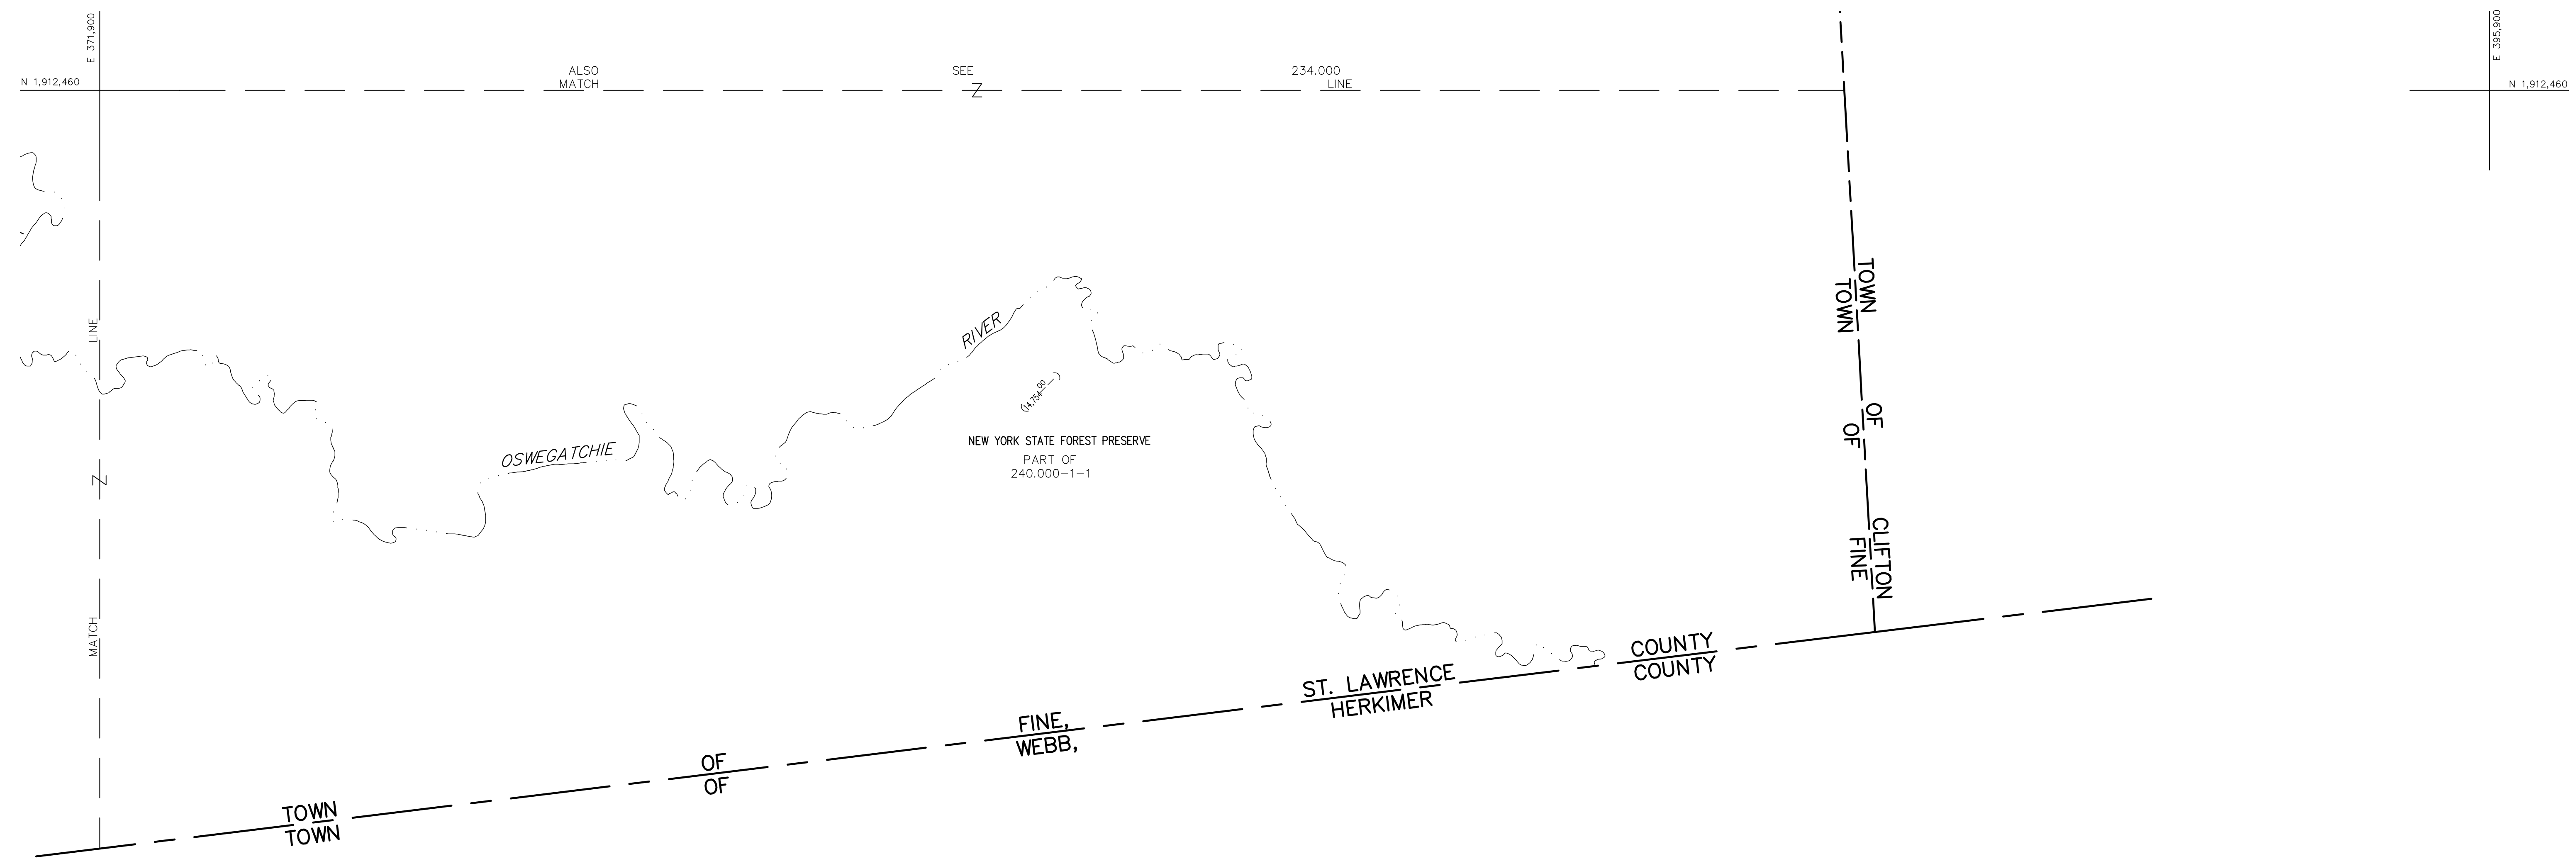 E 371,900
E 395,900
N 1,912,460
ALSO SEE 234.000
MATCH LINE
Z
N 1,912,460
LINE
Z
MATCH
TOWN OF CLIFTON
TOWN OF FINE
RIVER
(14,754.00)
OSWEGATCHIE
NEW YORK STATE FOREST PRESERVE
PART OF
240.000-1-1
TOWN OF FINE, ST. LAWRENCE COUNTY
TOWN OF WEBB, HERKIMER COUNTY